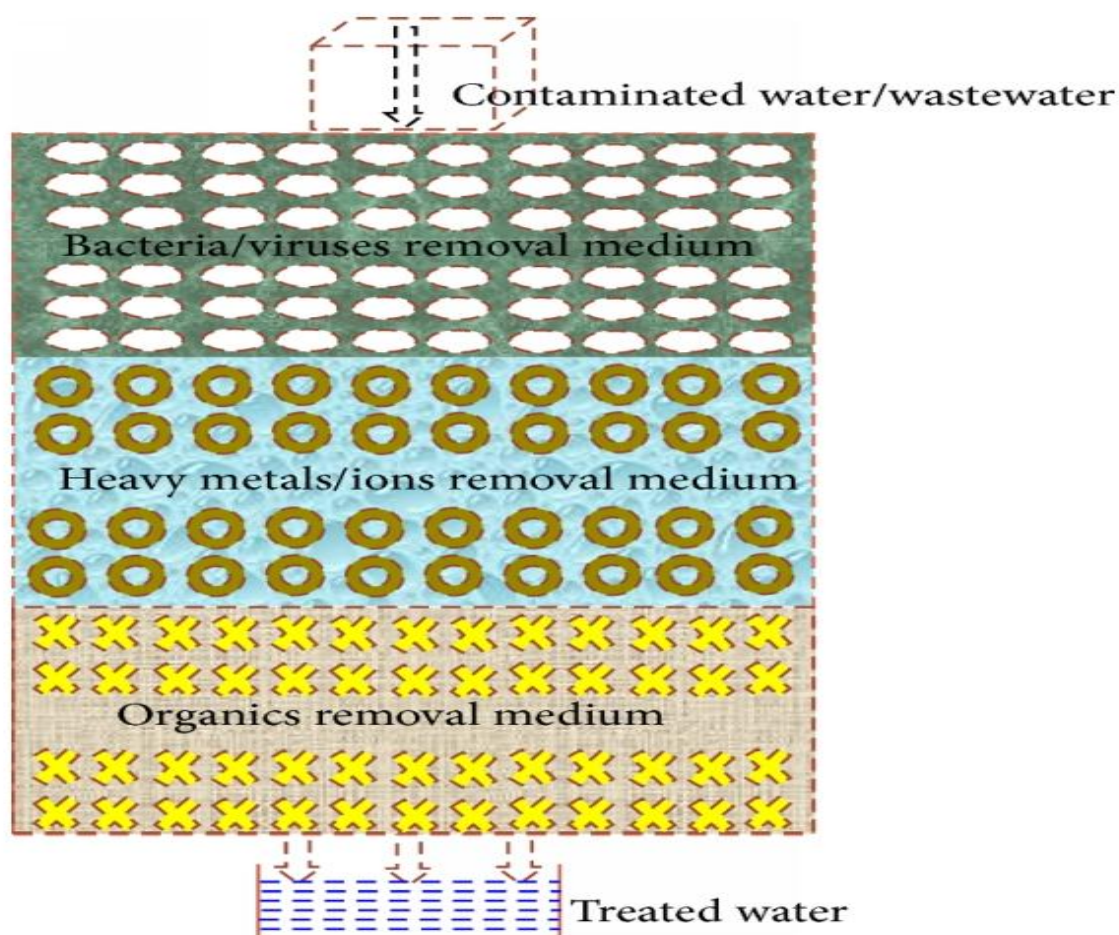 Contaminated water/wastewater
Bacteria/viruses removal medium
Heavy metals/ions removal medium
Organics removal medium
Treated water